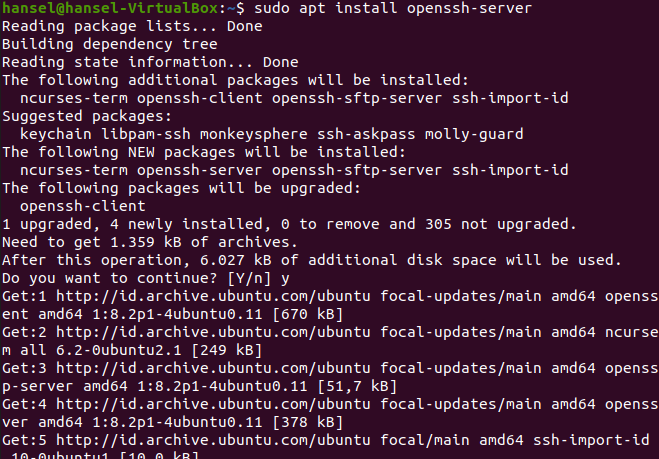 hansel@hansel-VirtualBox:~$ sudo apt install openssh-server
Reading package lists... Done
Building dependency tree
Reading state information... Done
The following additional packages will be installed:
  ncurses-term openssh-client openssh-sftp-server ssh-import-id
Suggested packages:
  keychain libpam-ssh monkeysphere ssh-askpass molly-guard
The following NEW packages will be installed:
  ncurses-term openssh-server openssh-sftp-server ssh-import-id
The following packages will be upgraded:
  openssh-client
1 upgraded, 4 newly installed, 0 to remove and 305 not upgraded.
Need to get 1.359 kB of archives.
After this operation, 6.027 kB of additional disk space will be used.
Do you want to continue? [Y/n] y
Get:1 http://id.archive.ubuntu.com/ubuntu focal-updates/main amd64 openss
ent amd64 1:8.2p1-4ubuntu0.11 [670 kB]
Get:2 http://id.archive.ubuntu.com/ubuntu focal-updates/main amd64 ncurse
m all 6.2-0ubuntu2.1 [249 kB]
Get:3 http://id.archive.ubuntu.com/ubuntu focal-updates/main amd64 openss
p-server amd64 1:8.2p1-4ubuntu0.11 [51,7 kB]
Get:4 http://id.archive.ubuntu.com/ubuntu focal-updates/main amd64 openss
ver amd64 1:8.2p1-4ubuntu0.11 [378 kB]
Get:5 http://id.archive.ubuntu.com/ubuntu focal/main amd64 ssh-import-id
.10-0ubuntu1 [10,0 kB]